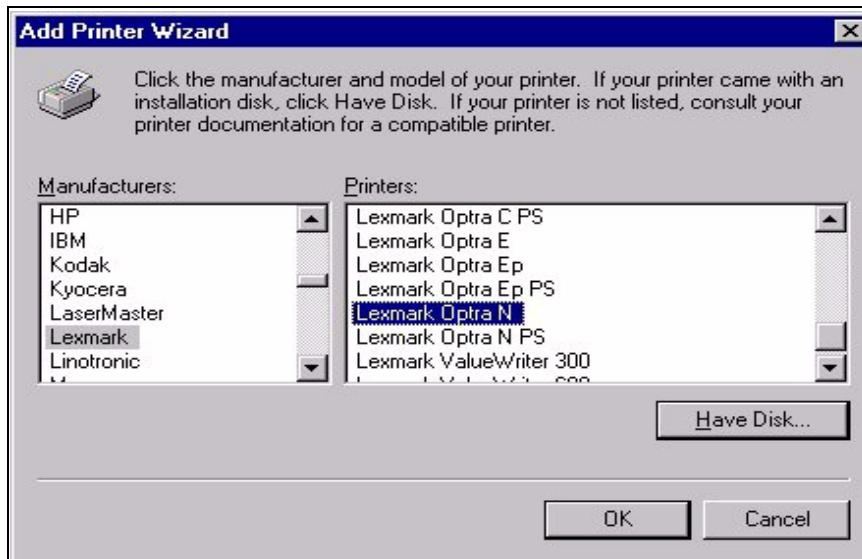 Add Printer Wizard
Click the manufacturer and model of your printer. If your printer came with an
installation disk, click Have Disk. If your printer is not listed, consult your
printer documentation for a compatible printer.
Manufacturers:
HP
IBM
Kodak
Kyocera
LaserMaster
Lexmark
Linotronic
Printers:
Lexmark Optra C PS
Lexmark Optra E
Lexmark Optra Ep
Lexmark Optra Ep PS
Lexmark Optra N
Lexmark Optra N PS
Lexmark ValueWriter 300
Have Disk...
OK
Cancel